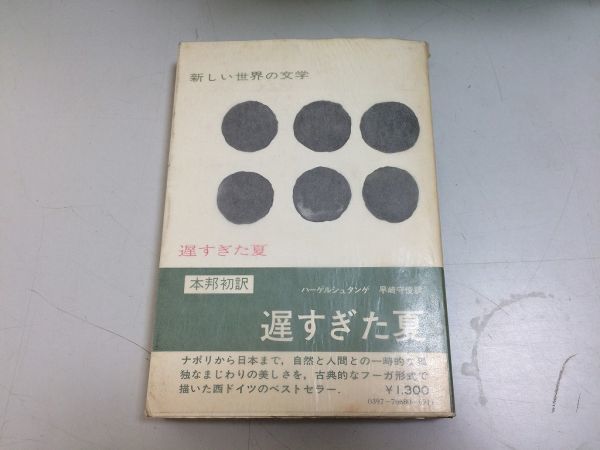 新しい世界の文学
遅すぎた夏
本邦初訳
ハーゲルシュタンゲ 早崎守俊訳
遅すぎた夏
ナポリから日本まで，自然と人間との一時的な孤
独なまじわりの美しさを，古典的なフーガ形式で
描いた西ドイツのベストセラー．
￥1,300